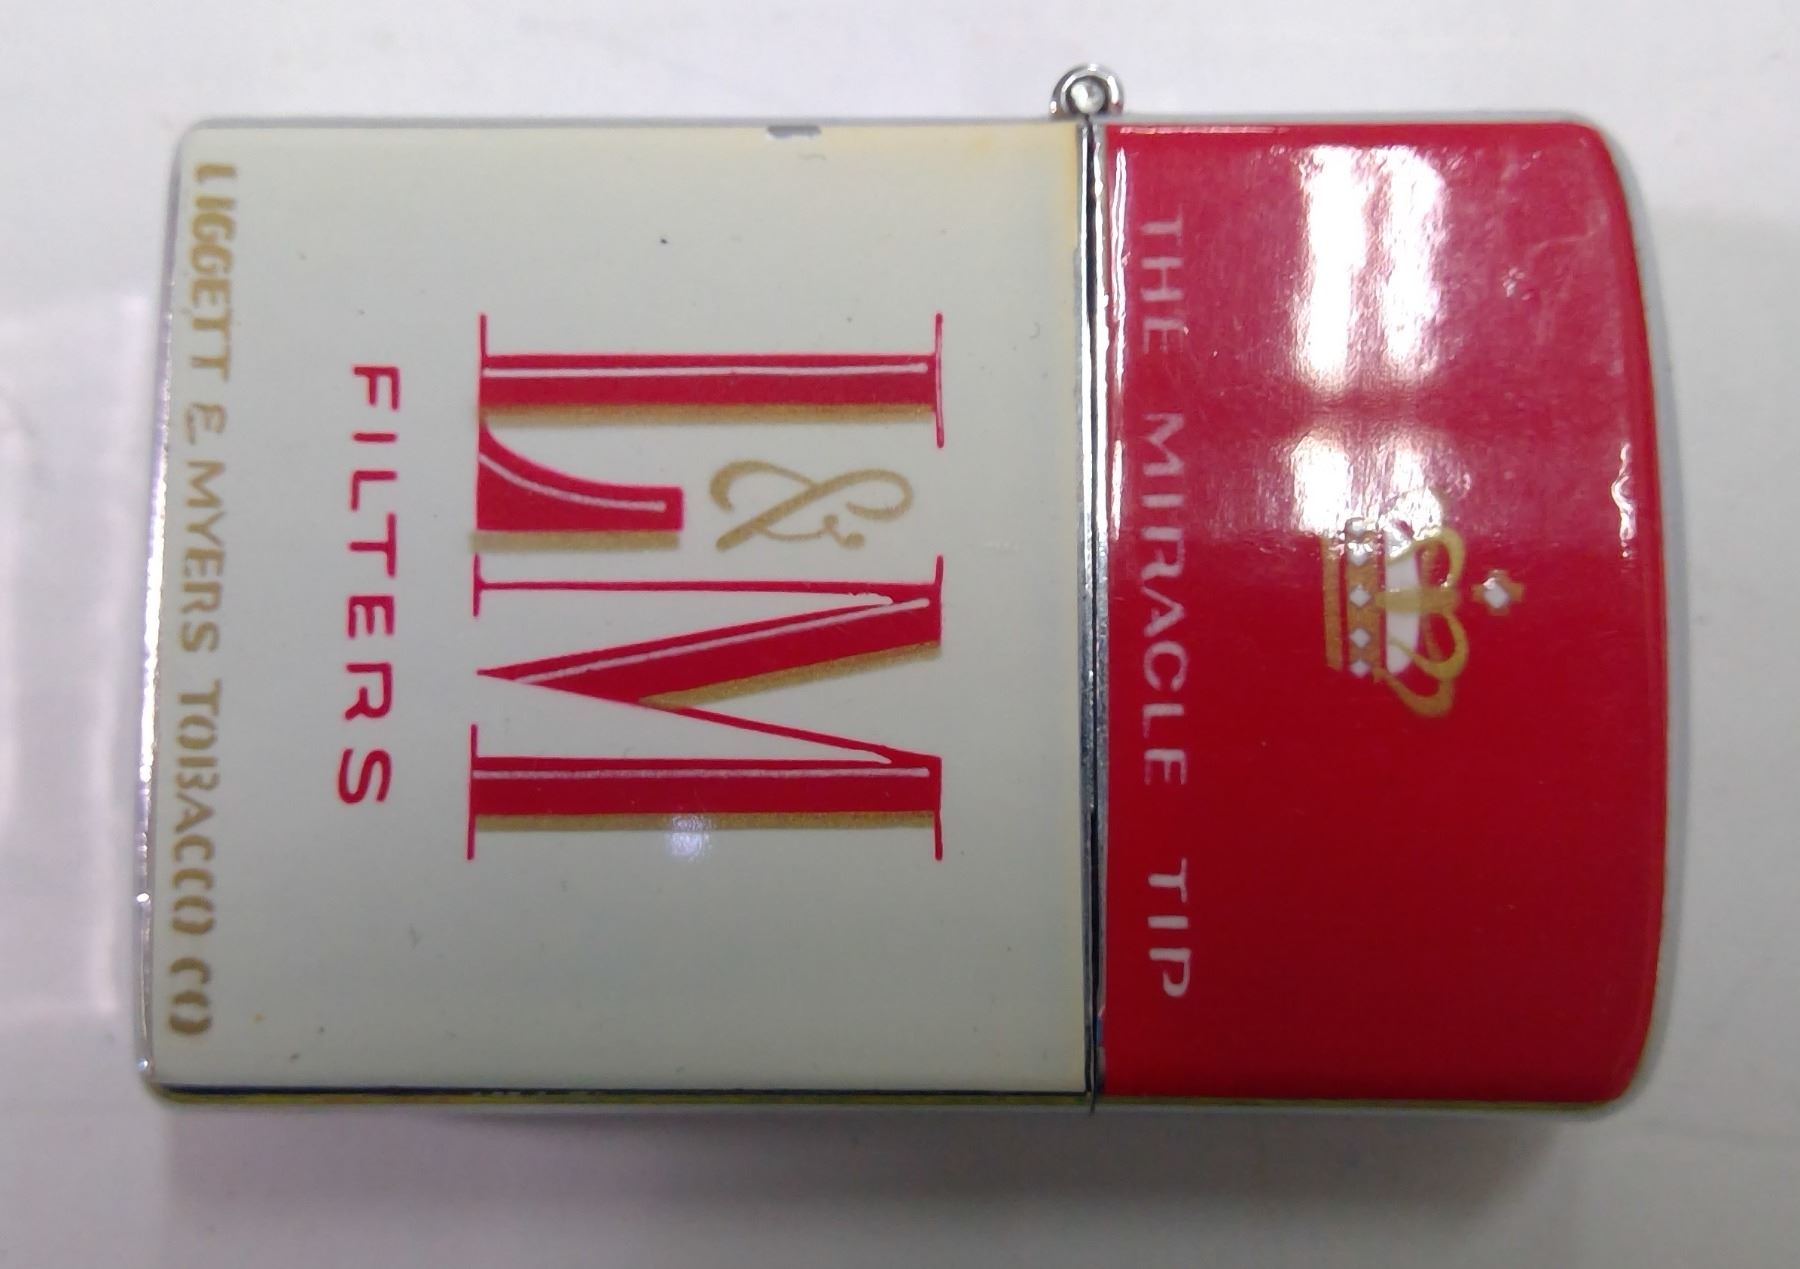 THE MIRACLE TIP
L&M
FILTERS
LIGGETT & MYERS TOBACCO CO